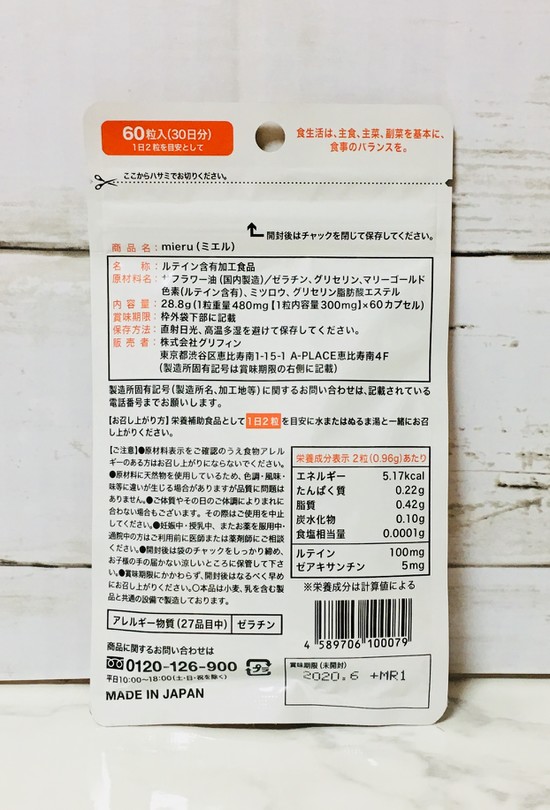 60粒入(30日分)
1日2粒を目安として
食生活は、主食、主菜、副菜を基本に、
食事のバランスを。
ここからハサミでお切りください。
開封後はチャックを閉じて保存してください。
商品名:mieru(ミエル)
名称:ルテイン含有加工食品
原材料名:サフラワー油(国内製造)/ゼラチン、グリセリン、マリーゴールド
色素(ルテイン含有)、ミツロウ、グリセリン脂肪酸エステル
内容量:28.8g(1粒重量480mg[1粒内容量300mg]×60カプセル)
賞味期限:枠外袋下部に記載
保存方法:直射日光、高温多湿を避けて保存してください。
販売者:株式会社グリフィン
東京都渋谷区恵比寿南1-15-1 A-PLACE恵比寿南4F
(製造所固有記号は賞味期限の右側に記載)
製造所固有記号(製造所名、加工地等)に関するお問い合わせは、記載されている
電話番号までお願いします。
【お召し上がり方】栄養補助食品として1日2粒を目安に水またはぬるま湯と一緒にお召
し上がりください。
【ご注意】●原材料表示をご確認のうえ食物アレル
ギーのある方はお召し上がりにならないでください。
●原材料に天然物を使用しているため、色調・風味・
味等に違いが生じる場合がありますが品質に問題は
ありません。●ご体質やその日のご体調によりまれに
合わない場合もございます。その際はご使用を中止
してください。●妊娠中・授乳中、またお薬を服用中・
通院中の方はご利用前に医師または薬剤師にご相談
ください。●開封後は袋のチャックをしっかり締め、
お子様の手の届かない涼しいところに保管して下さ
い。●賞味期限にかかわらず、開封後はなるべく早め
にお召し上がりください。○本品は小麦、乳を含む製
品と共通の設備で製造しております。
栄養成分表示 2粒(0.96g)あたり
エネルギー 5.17kcal
たんぱく質 0.22g
脂質 0.42g
炭水化物 0.10g
食塩相当量 0.0001g
ルテイン 100mg
ゼアキサンチン 5mg
※栄養成分は計算値による
アレルギー物質(27品目中) ゼラチン
4 589706 100079
商品に関するお問い合わせは
0120-126-900
平日10:00〜18:00(土・日・祝を除く)
MADE IN JAPAN
賞味期限(未開封)
2020.6 +MR1